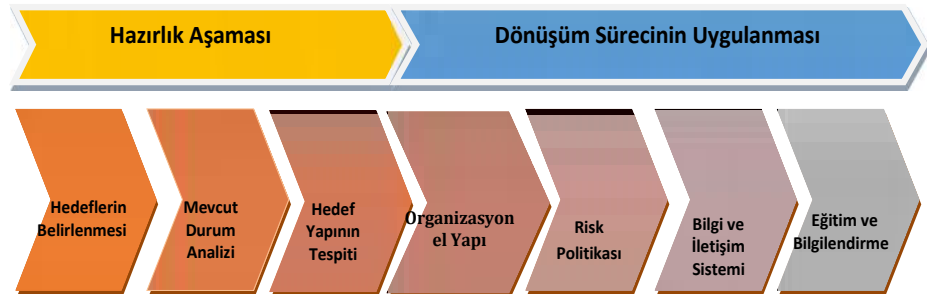 Hazırlık Aşaması
Dönüşüm Sürecinin Uygulanması
Hedeflerin
Belirlenmesi
Mevcut
Durum
Analizi
Hedef
Yapının
Tespiti
Organizasyon
el Yapı
Risk
Politikası
Bilgi ve
İletişim
Sistemi
Eğitim ve
Bilgilendirme